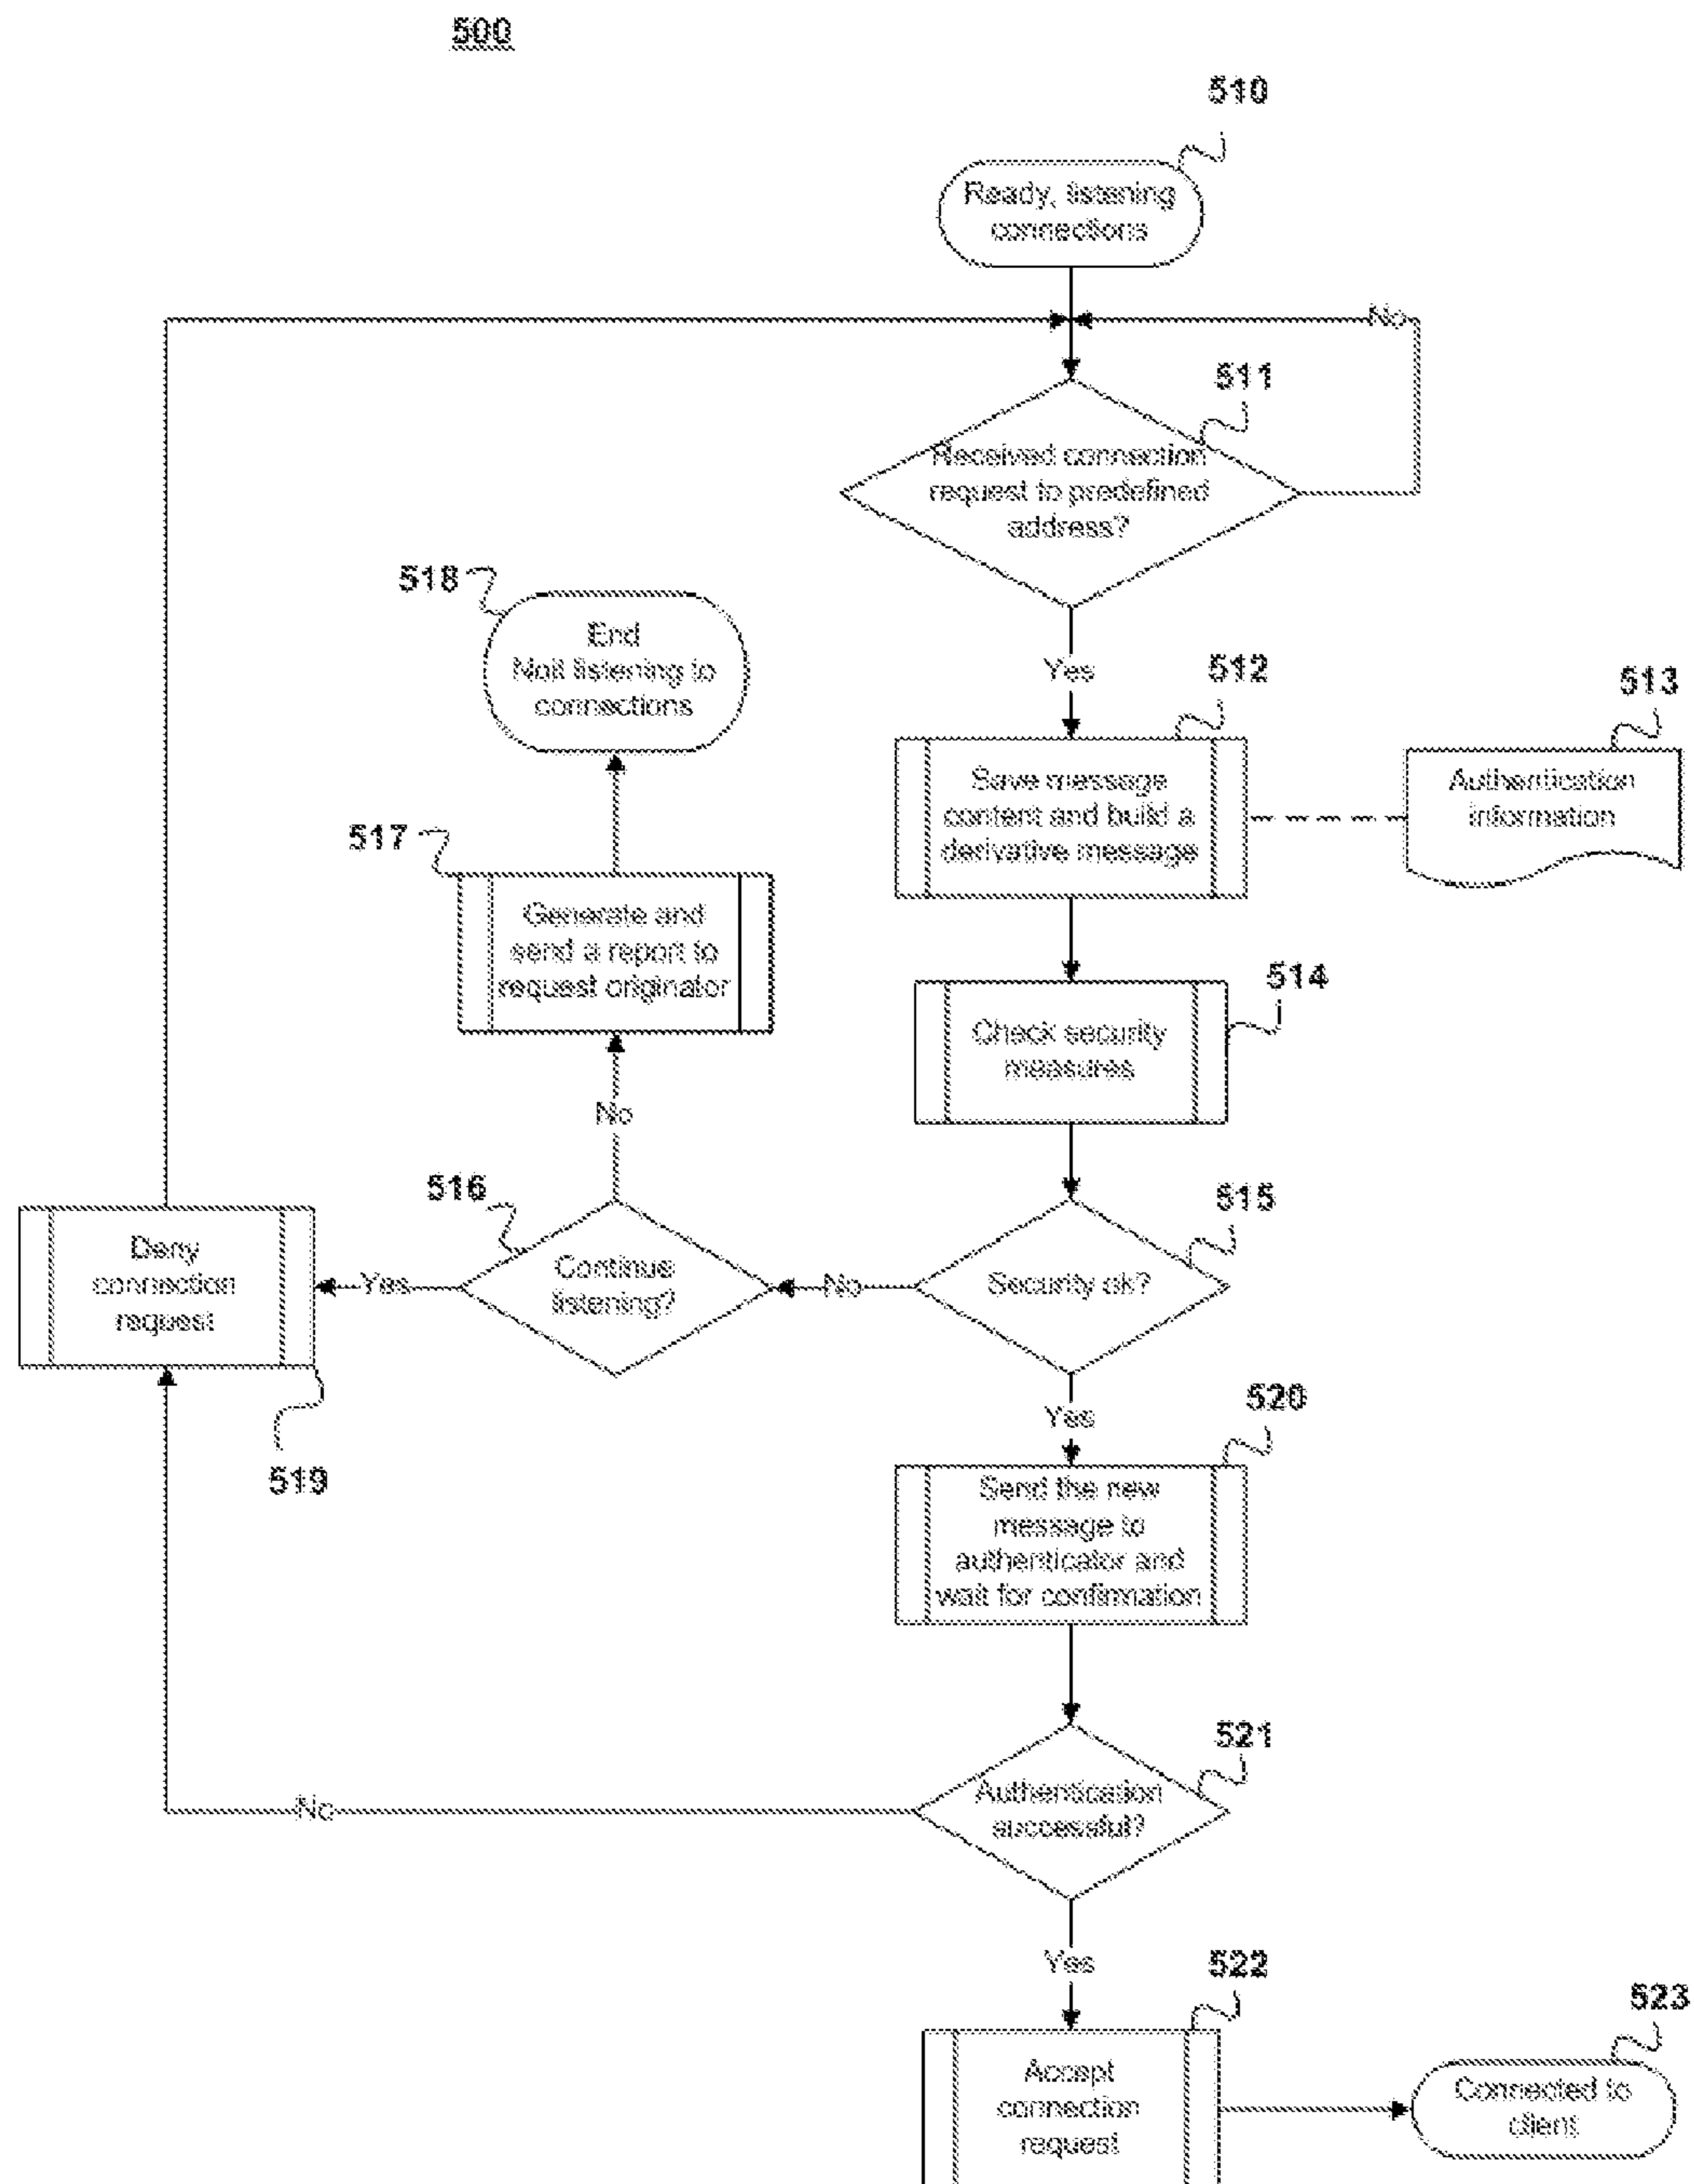 500
510
Ready, listening
connections
No
511
Received connection
request to predefined
address?
518
End
Noit listening to
connections
Yes
512
513
Save message
content and build a
derivative message
Authentication
information
517
Generate and
send a report to
request originator
514
Check security
measures
No
516
515
Deny
connection
request
Yes
Continue
listening?
No
Security ok?
519
Yes
520
Send the new
message to
authenticator and
wait for confirmation
521
Authentication
successful?
No
Yes
522
523
Accept
connection
request
Connected to
client